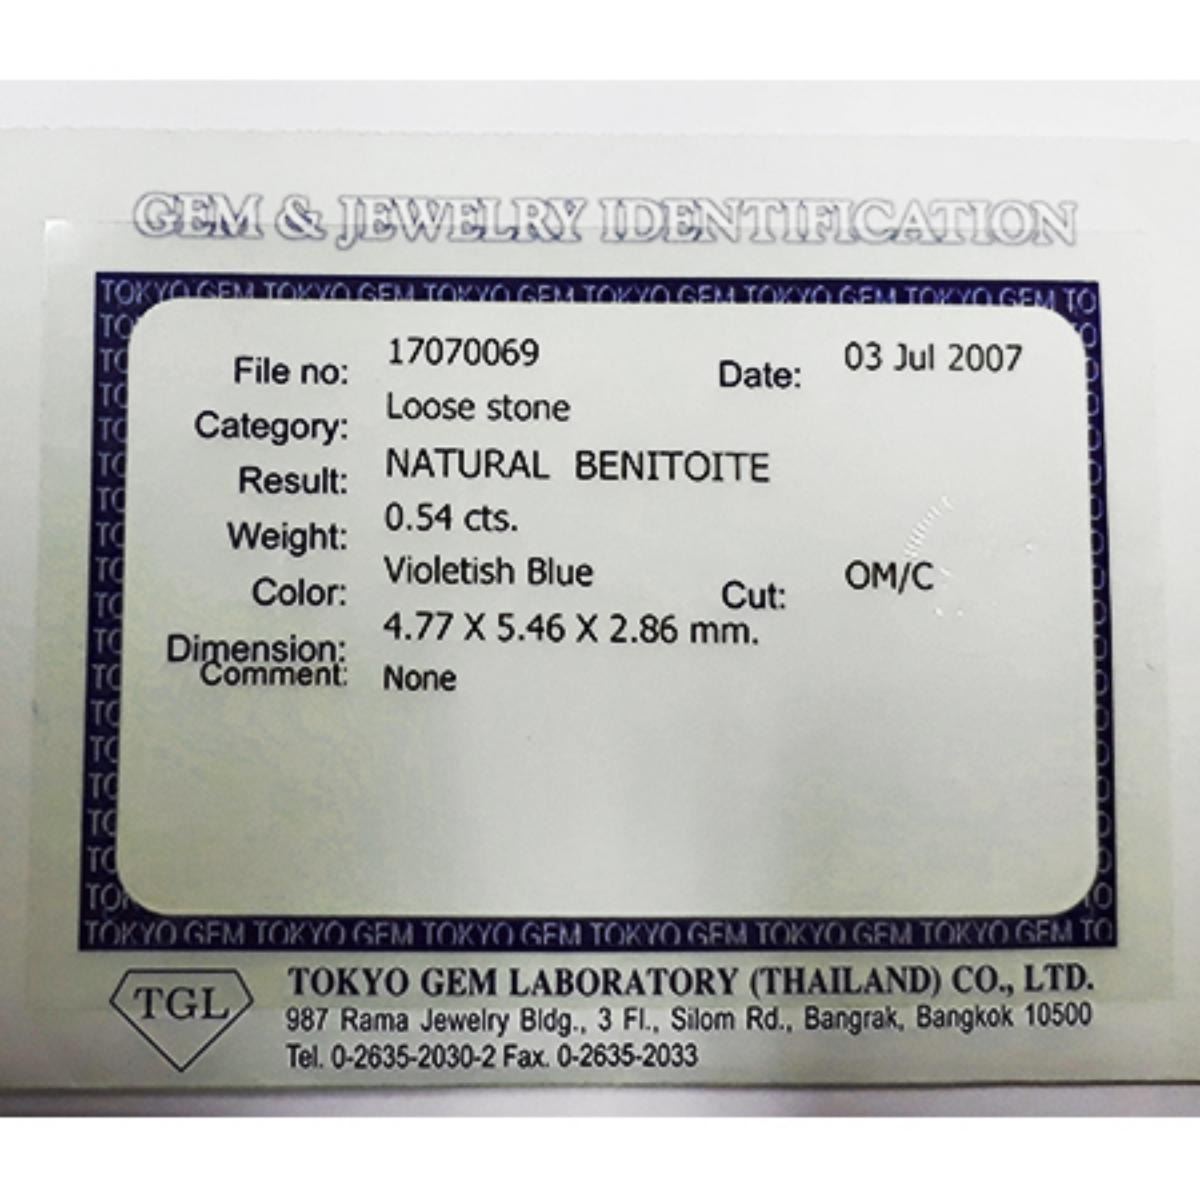 GEM & JEWELRY IDENTIFICATION
TOKYO GEM TOKYO GEM TOKYO GEM TOKYO GEM TOKYO GEM TOKYO GEM TO
File no: 17070069 Date: 03 Jul 2007
Category: Loose stone
Result: NATURAL BENITOITE
Weight: 0.54 cts.
Color: Violetish Blue Cut: OM/C
Dimension: 4.77 X 5.46 X 2.86 mm.
Comment: None
TOKYO GEM TOKYO GEM TOKYO GEM TOKYO GEM TOKYO GEM TOKYO GEM TO
TGL
TOKYO GEM LABORATORY (THAILAND) CO., LTD.
987 Rama Jewelry Bldg., 3 Fl., Silom Rd., Bangrak, Bangkok 10500
Tel. 0-2635-2030-2 Fax. 0-2635-2033